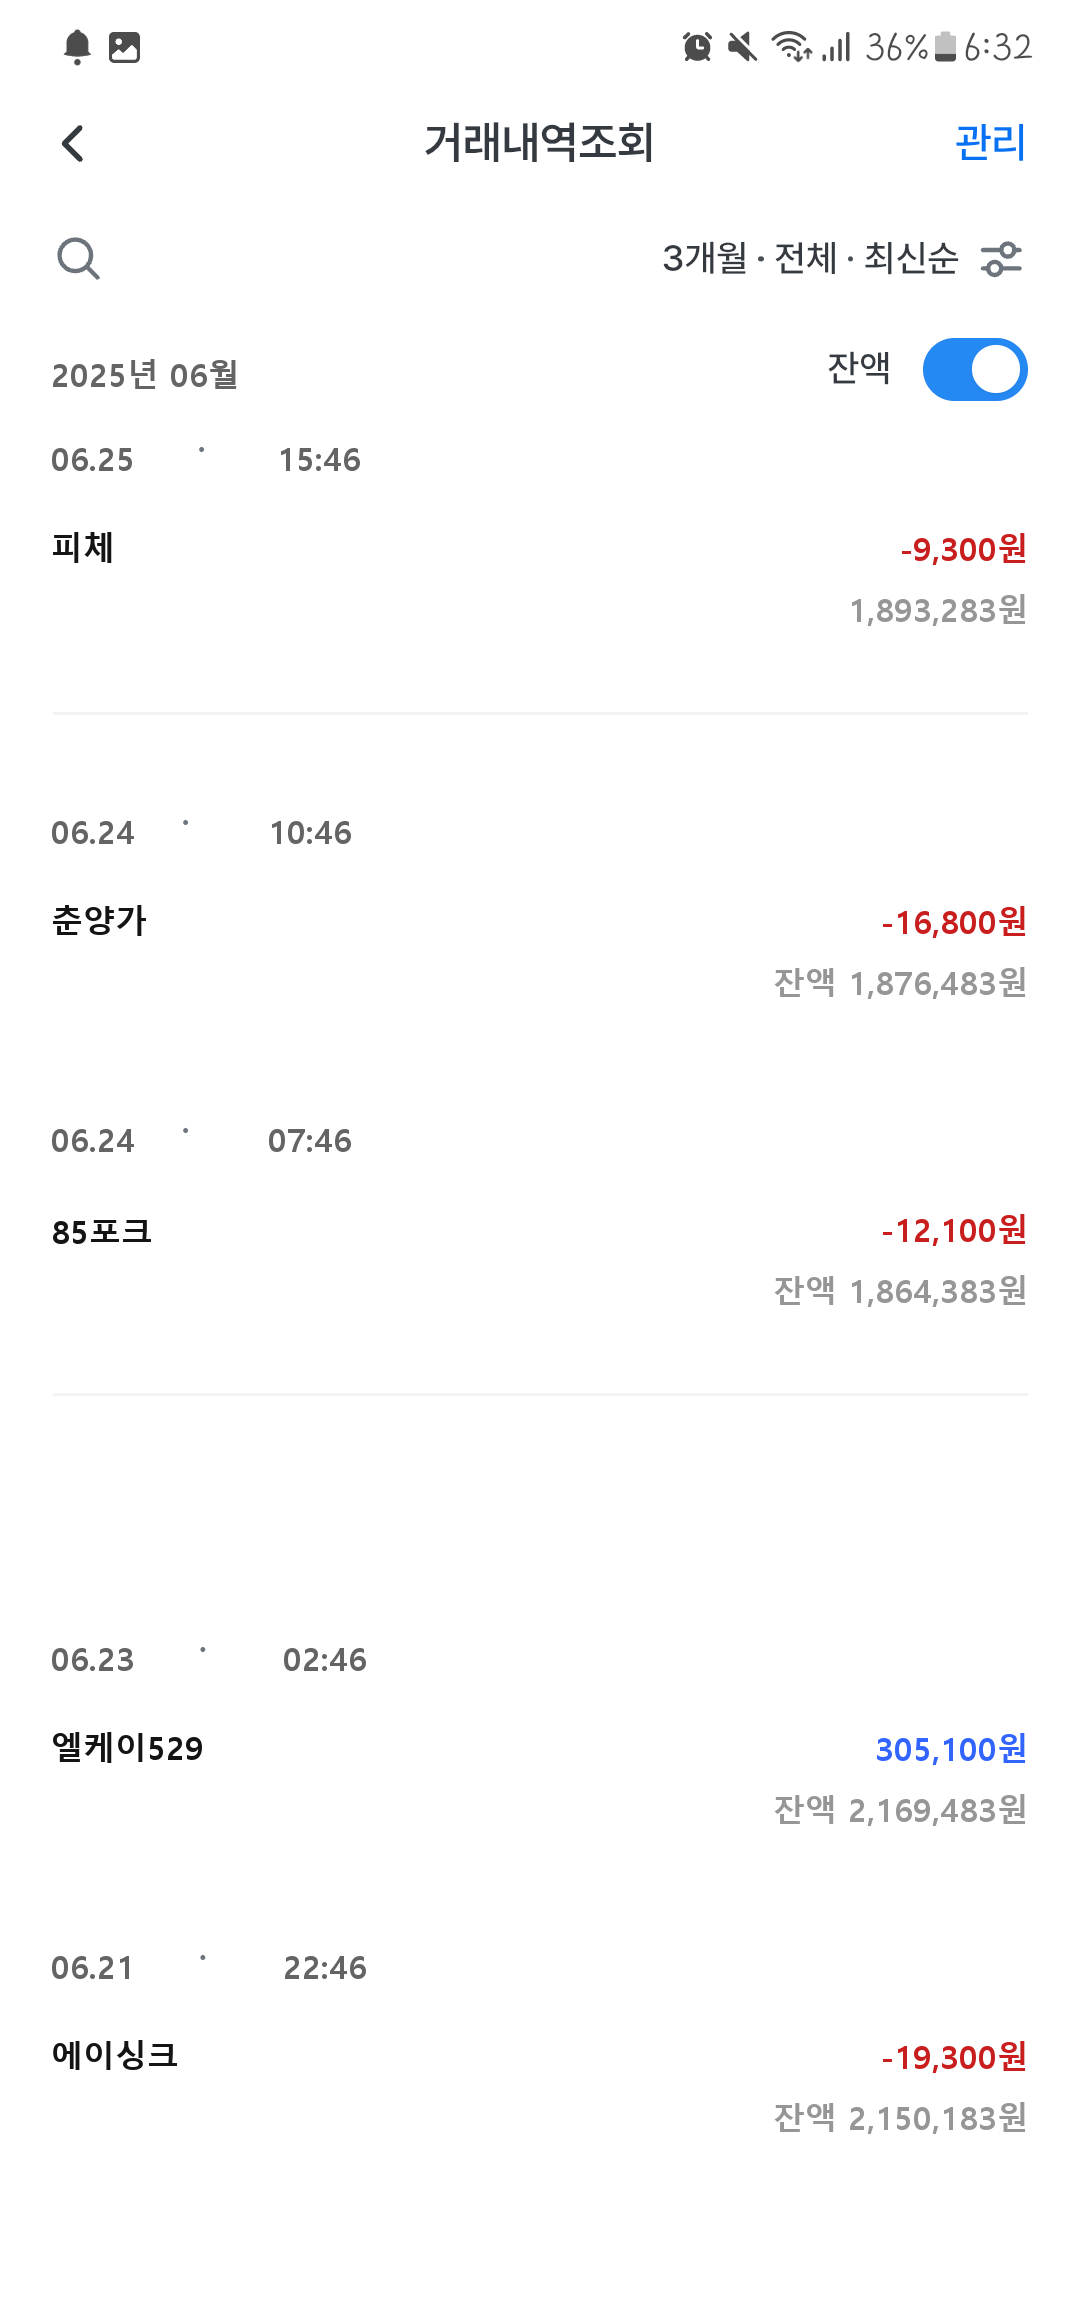 36% 6:32
거래내역조회 관리
3개월 · 전체 · 최신순
2025년 06월 잔액
06.25 · 15:46
피체 -9,300원
1,893,283원
06.24 · 10:46
춘양가 -16,800원
잔액 1,876,483원
06.24 · 07:46
85포크 -12,100원
잔액 1,864,383원
06.23 · 02:46
엘케이529 305,100원
잔액 2,169,483원
06.21 · 22:46
에이싱크 -19,300원
잔액 2,150,183원